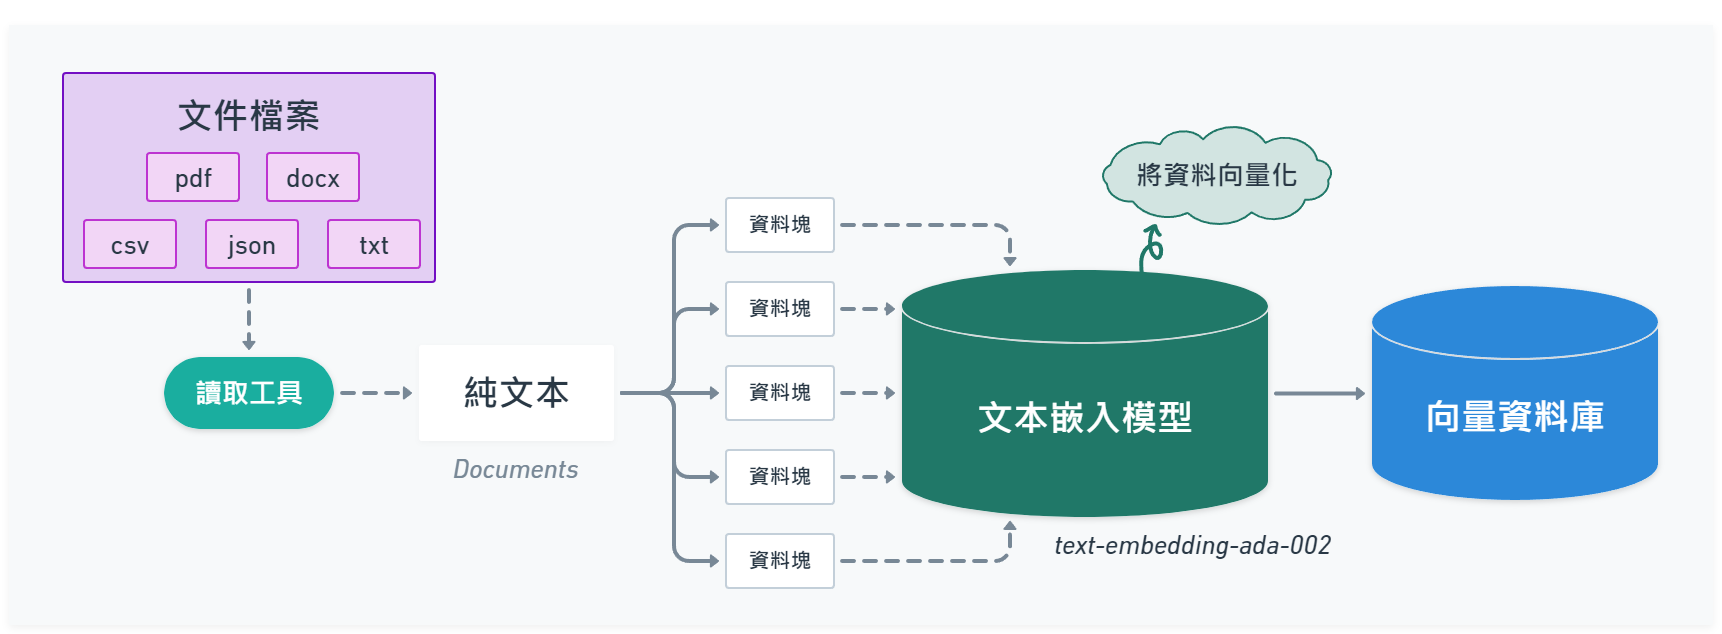 文件檔案
pdf
docx
csv
json
txt
讀取工具
純文本
Documents
資料塊
資料塊
資料塊
資料塊
資料塊
將資料向量化
文本嵌入模型
text-embedding-ada-002
向量資料庫